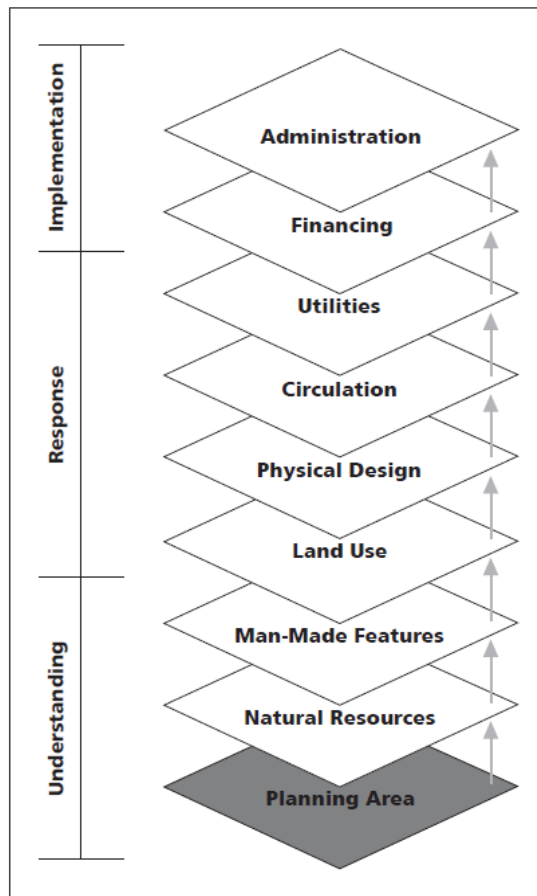 Implementation
Administration
Financing
Response
Utilities
Circulation
Physical Design
Land Use
Understanding
Man-Made Features
Natural Resources
Planning Area